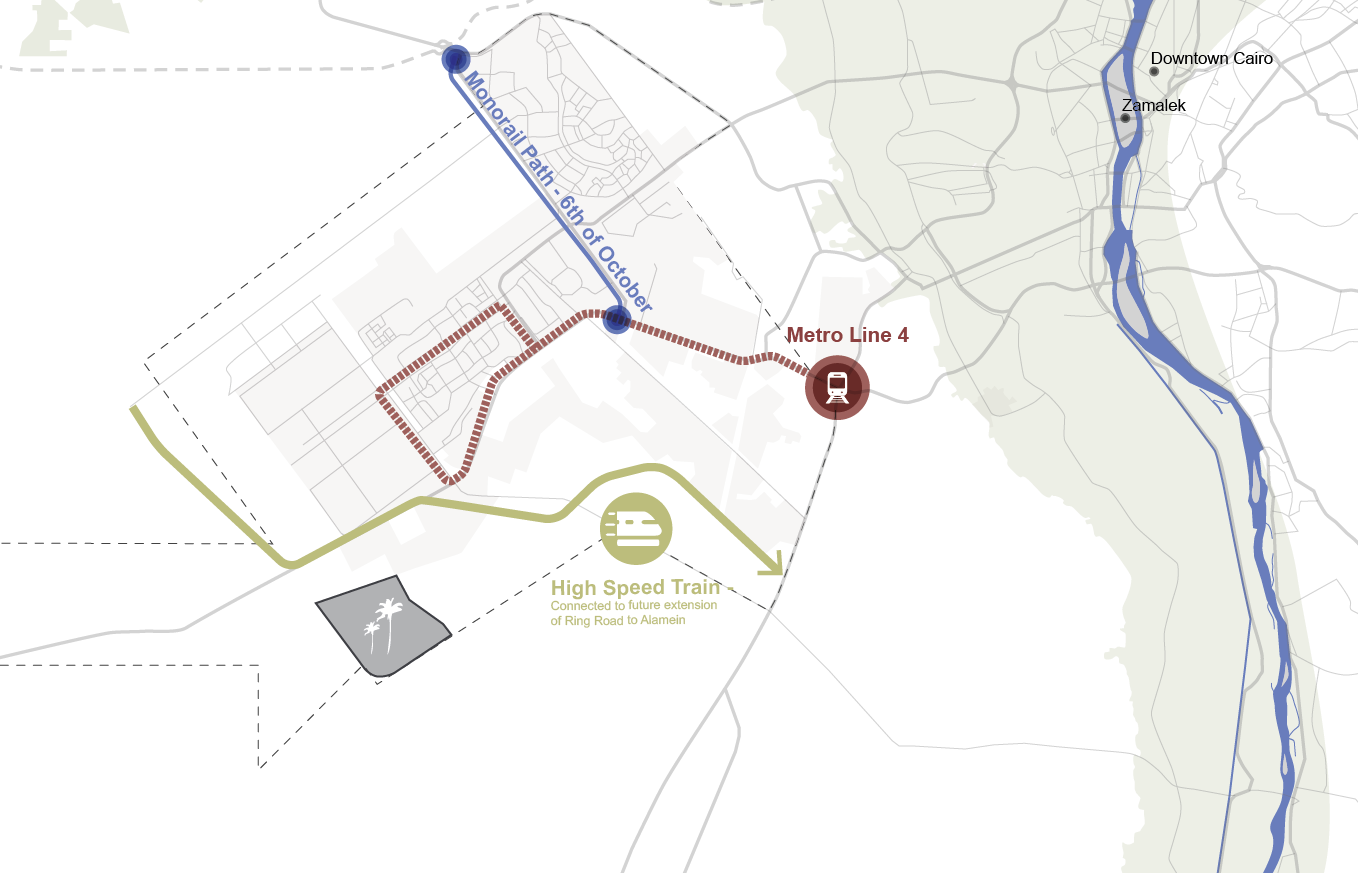 Downtown Cairo
Zamalek
Monorail Path - 6th of October
Metro Line 4
High Speed Train -
Connected to future extension
of Ring Road to Alamein